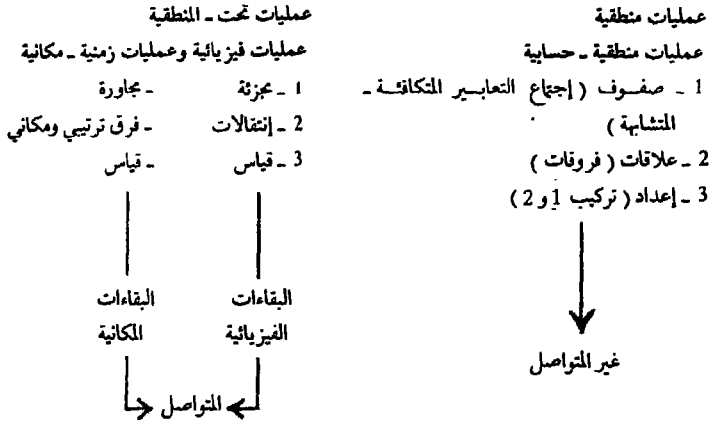 عمليات منطقية
عمليات منطقية ـ حسابية
1 ـ صفوف ( إجتماع التعابير المتكافئة ـ
المتشابهة )
2 ـ علاقات ( فروقات )
3 ـ إعداد ( تركيب 1 و 2 )
غير المتواصل
عمليات تحت ـ المنطقية
عمليات فيزيائية وعمليات زمنية ـ مكانية
1 ـ مجزئة ـ مجاورة
2 ـ إنتقالات ـ فرق ترتيبي ومكاني
3 ـ قياس ـ قياس
البقاءات البقاءات
الفيزيائية المكانية
المتواصل